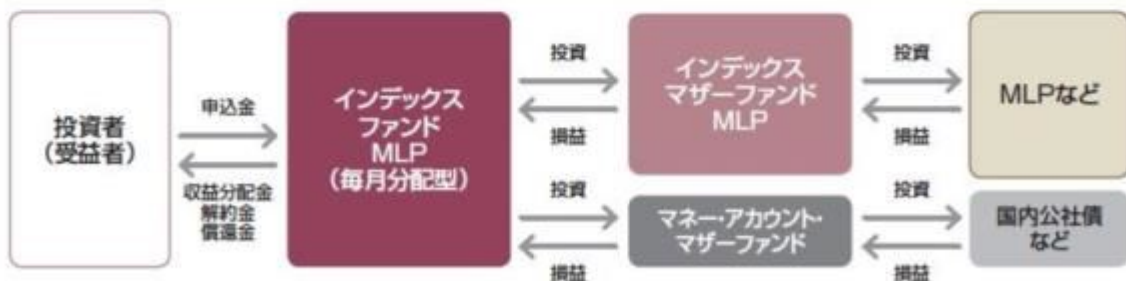 投資者
(受益者)
申込金
収益分配金
解約金
償還金
インデックス
ファンド
MLP
(毎月分配型)
投資
損益
投資
損益
インデックス
マザーファンド
MLP
マネー・アカウント・
マザーファンド
投資
損益
投資
損益
MLPなど
国内公社債
など